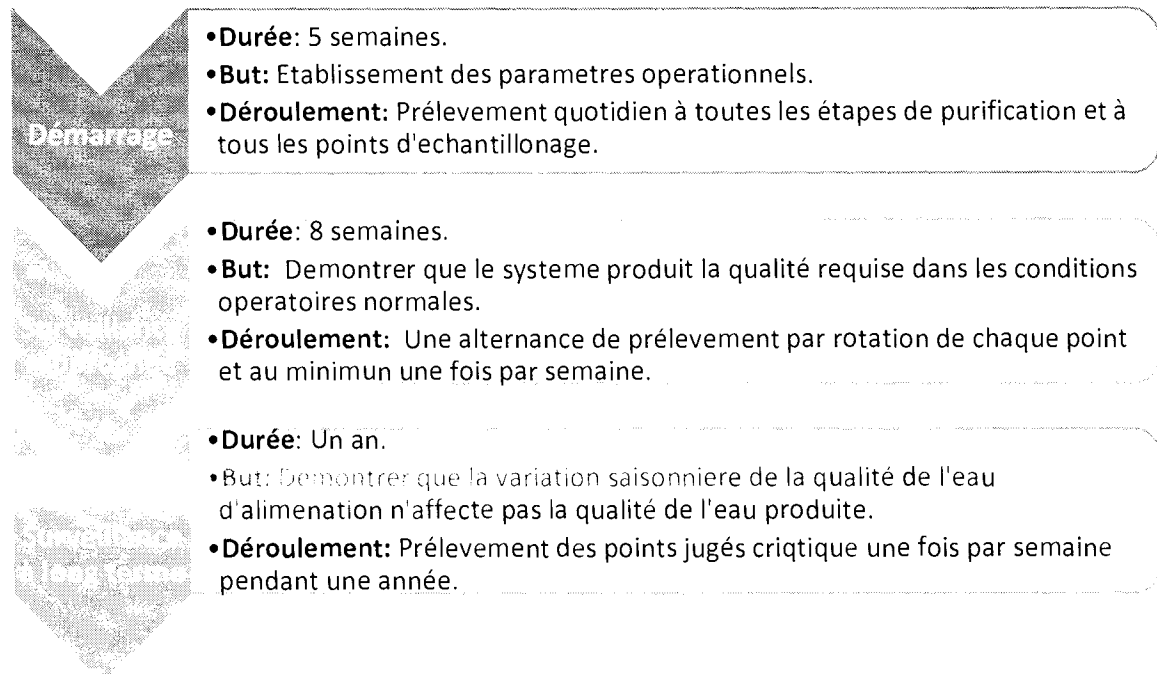 Démarrage
•Durée: 5 semaines.
•But: Etablissement des parametres operationnels.
•Déroulement: Prélevement quotidien à toutes les étapes de purification et à
tous les points d'echantillonage.
•Durée: 8 semaines.
•But: Demontrer que le systeme produit la qualité requise dans les conditions
operatoires normales.
•Déroulement: Une alternance de prélevement par rotation de chaque point
et au minimun une fois par semaine.
Surveillance
à long terme
•Durée: Un an.
•But: Demontrer que la variation saisonniere de la qualité de l'eau
d'alimenation n'affecte pas la qualité de l'eau produite.
•Déroulement: Prélevement des points jugés criqtique une fois par semaine
pendant une année.